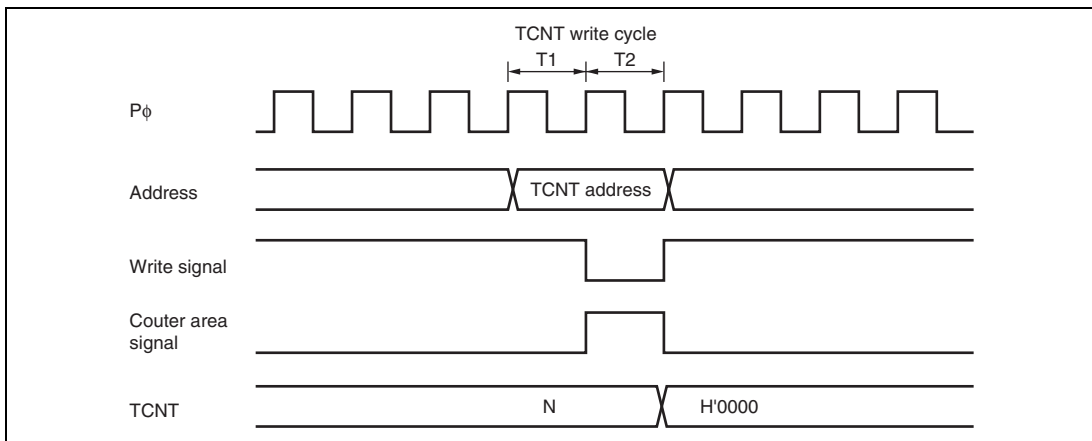 TCNT write cycle
T1 T2
Pϕ
Address TCNT address
Write signal
Couter area
signal
TCNT N H'0000